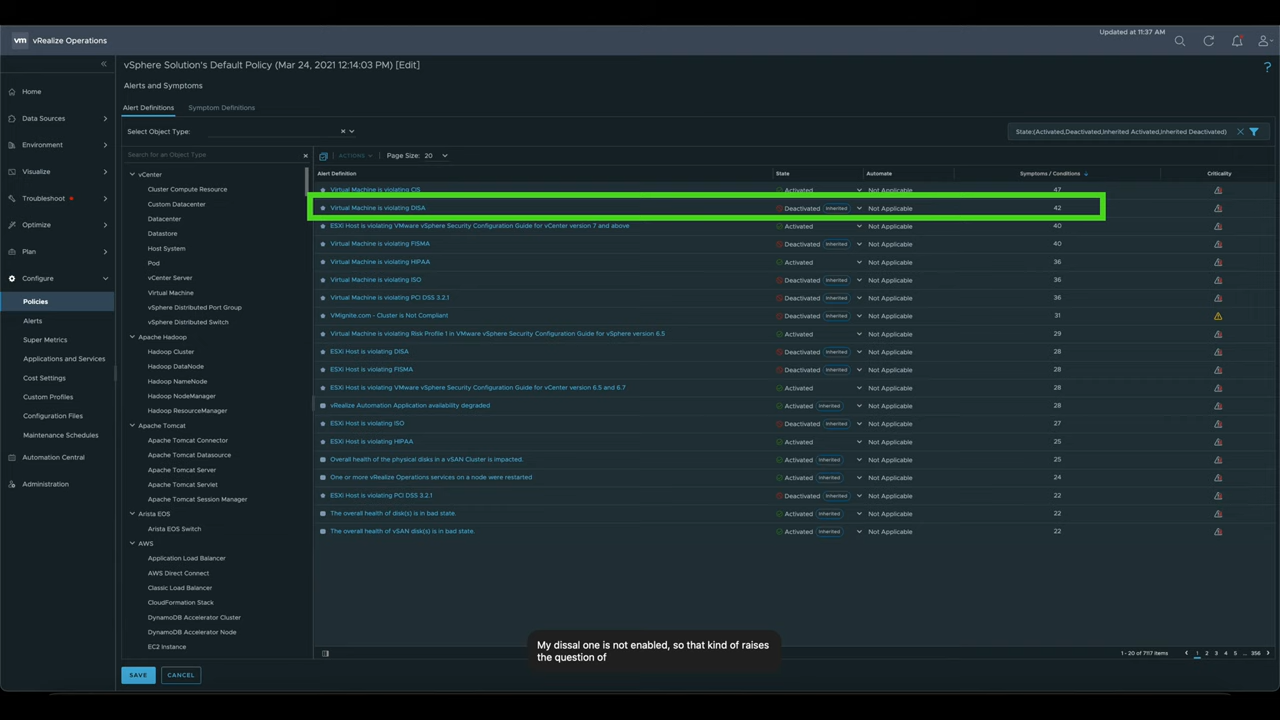 Updated at 11:37 AM
vm vRealize Operations
vSphere Solution's Default Policy (Mar 24, 2021 12:14:03 PM) [Edit]
Alerts and Symptoms
Alert Definitions Symptom Definitions
Select Object Type:
State:(Activated,Deactivated,Inherited Activated,Inherited Deactivated)
Home
Data Sources
Environment
Visualize
Troubleshoot
Optimize
Plan
Configure
Policies
Alerts
Super Metrics
Applications and Services
Cost Settings
Custom Profiles
Configuration Files
Maintenance Schedules
Automation Central
Administration
Search for an Object Type
vCenter
Cluster Compute Resource
Custom Datacenter
Datacenter
Datastore
Host System
Pod
vCenter Server
Virtual Machine
vSphere Distributed Port Group
vSphere Distributed Switch
Apache Hadoop
Hadoop Cluster
Hadoop DataNode
Hadoop NameNode
Hadoop NodeManager
Hadoop ResourceManager
Apache Tomcat
Apache Tomcat Connector
Apache Tomcat Datasource
Apache Tomcat Server
Apache Tomcat Servlet
Apache Tomcat Session Manager
Arista EOS
Arista EOS Switch
AWS
Application Load Balancer
AWS Direct Connect
Classic Load Balancer
CloudFormation Stack
DynamoDB Accelerator Cluster
DynamoDB Accelerator Node
EC2 Instance
ACTIONS Page Size: 20
Alert Definition State Automate Symptoms / Conditions Criticality
Virtual Machine is violating CIS Activated Not Applicable 47
Virtual Machine is violating DISA Deactivated Inherited Not Applicable 42
ESXi Host is violating VMware vSphere Security Configuration Guide for vCenter version 7 and above Activated Not Applicable 40
Virtual Machine is violating FISMA Deactivated Inherited Not Applicable 40
Virtual Machine is violating HIPAA Activated Not Applicable 36
Virtual Machine is violating ISO Deactivated Inherited Not Applicable 36
Virtual Machine is violating PCI DSS 3.2.1 Deactivated Inherited Not Applicable 36
VMignite.com - Cluster is Not Compliant Deactivated Inherited Not Applicable 31
Virtual Machine is violating Risk Profile 1 in VMware vSphere Security Configuration Guide for vSphere version 6.5 Activated Not Applicable 29
ESXi Host is violating DISA Deactivated Inherited Not Applicable 28
ESXi Host is violating FISMA Deactivated Inherited Not Applicable 28
ESXi Host is violating VMware vSphere Security Configuration Guide for vCenter version 6.5 and 6.7 Activated Not Applicable 28
vRealize Automation Application availability degraded Activated Inherited Not Applicable 28
ESXi Host is violating ISO Deactivated Inherited Not Applicable 27
ESXi Host is violating HIPAA Activated Not Applicable 25
Overall health of the physical disks in a vSAN Cluster is impacted. Activated Inherited Not Applicable 25
One or more vRealize Operations services on a node were restarted Activated Inherited Not Applicable 24
ESXi Host is violating PCI DSS 3.2.1 Deactivated Inherited Not Applicable 22
The overall health of disk(s) is in bad state. Activated Inherited Not Applicable 22
The overall health of vSAN disk(s) is in bad state. Activated Inherited Not Applicable 22
1 - 20 of 7117 items 1 2 3 4 5 ... 356
My dissal one is not enabled, so that kind of raises
the question of
SAVE CANCEL